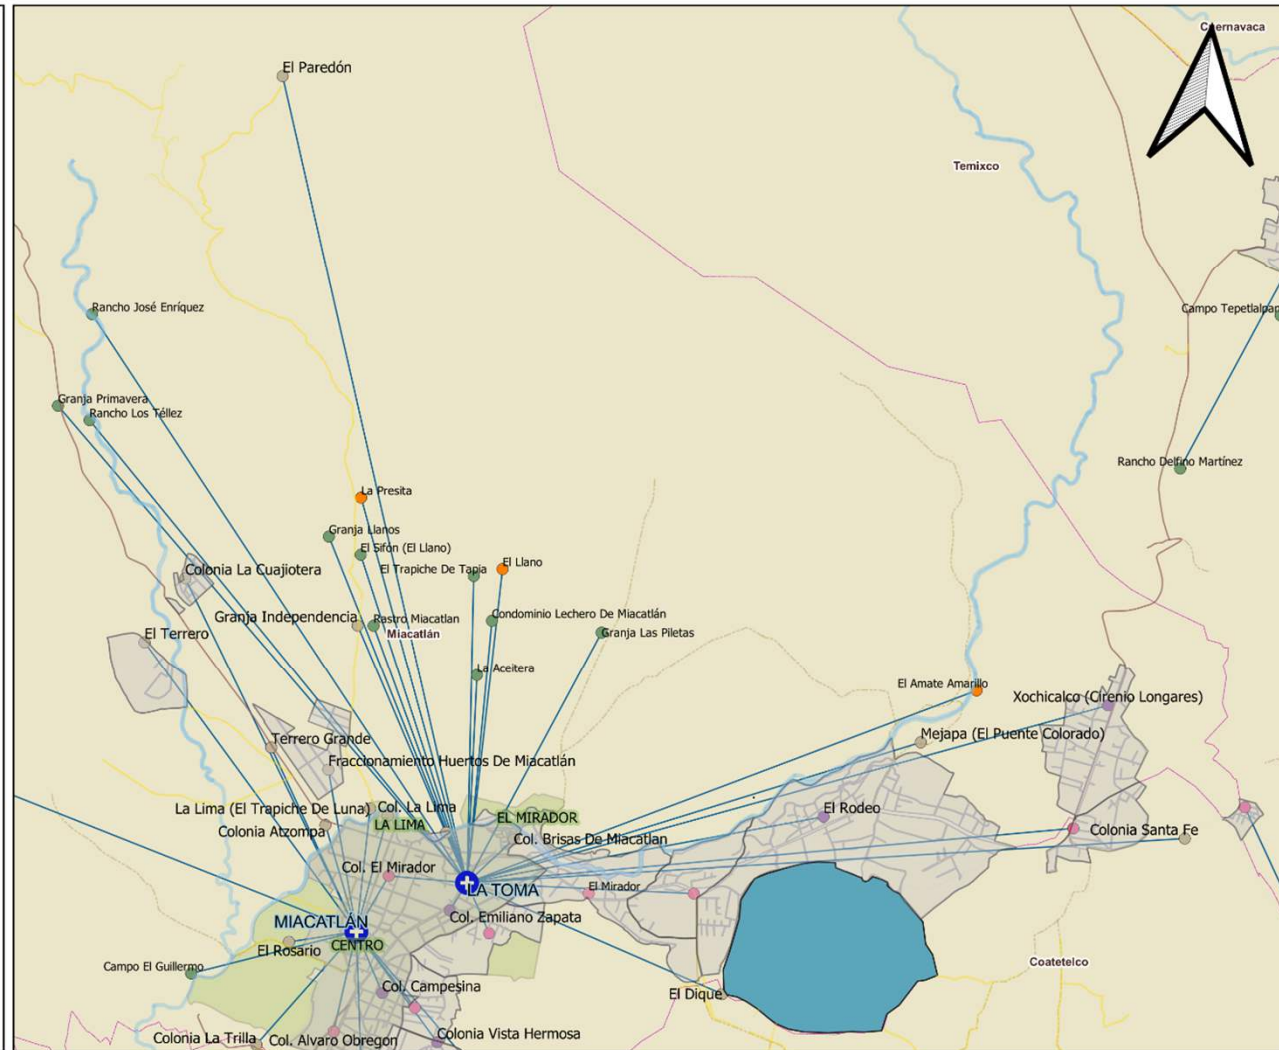 Cuernavaca
El Paredón
Temixco
Rancho José Enríquez
Campo Tepetlalpan
Granja Primavera
Rancho Los Téllez
Rancho Delfino Martínez
La Presita
Granja Llanos
El Sifón (El Llano)
El Llano
El Trapiche De Tapia
Colonia La Cuajiotera
Granja Independencia
Rastro Miacatlan
Condominio Lechero De Miacatlán
El Terrero
Miacatlán
Granja Las Piletas
La Aceitera
El Amate Amarillo
Xochicalco (Cirenio Longares)
Terrero Grande
Mejapa (El Puente Colorado)
Fraccionamiento Huertos De Miacatlán
La Lima (El Trapiche De Luna)
Col. La Lima
El Rodeo
EL MIRADOR
LA LIMA
Colonia Atzompa
Colonia Santa Fe
Col. Brisas De Miacatlan
Col. El Mirador
LA TOMA
El Mirador
MIACATLÁN
Col. Emiliano Zapata
CENTRO
El Rosario
Coatetelco
Campo El Guillermo
Col. Campesina
El Dique
Colonia La Trilla
Col. Alvaro Obregon
Colonia Vista Hermosa